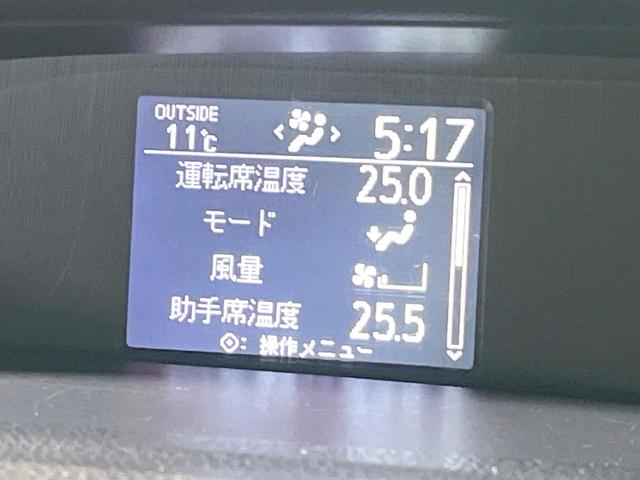 OUTSIDE
11℃ 5:17
運転席温度 25.0
モード
風量
助手席温度 25.5
: 操作メニュー